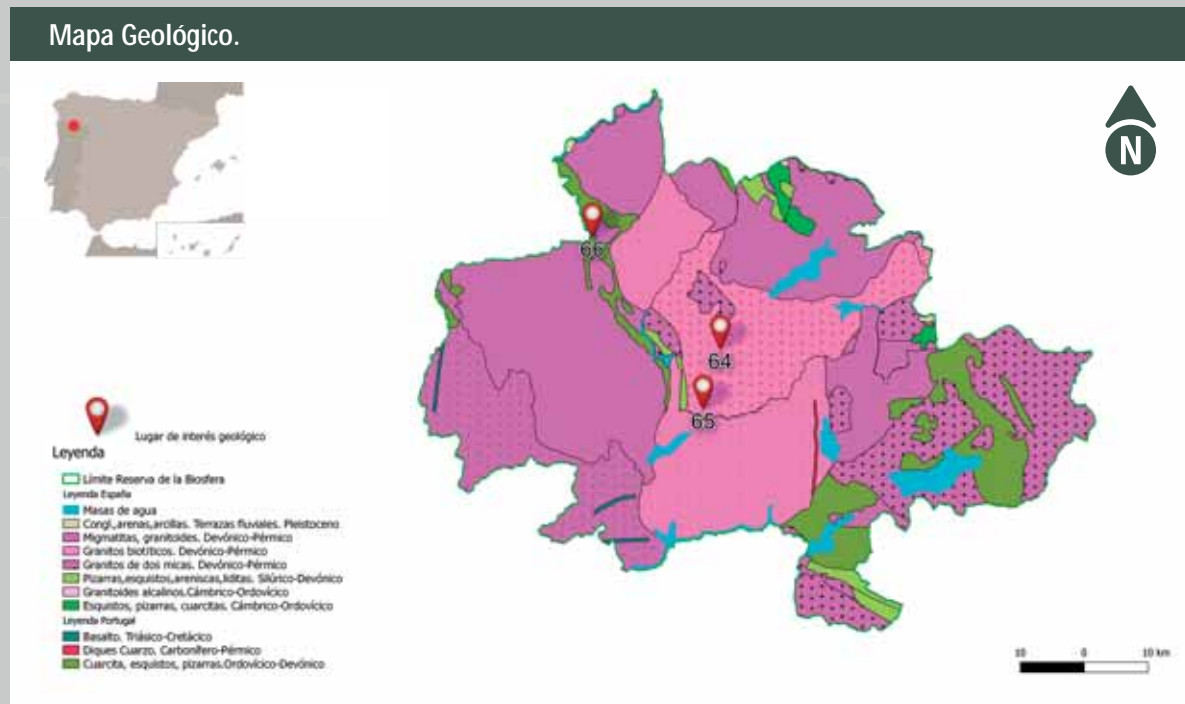 Mapa Geológico.
N
66
64
65
Lugar de interés geológico
Leyenda
Límite Reserva de la Biosfera
Leyenda España
Masas de agua
Congl.,arenas,arcillas. Terrazas fluviales. Pleistoceno
Migmatitas, granitoides. Devónico-Pérmico
Granitos biotíticos. Devónico-Pérmico
Granitos de dos micas. Devónico-Pérmico
Pizarras,esquistos,areniscas,liditas. Silúrico-Devónico
Granitoides alcalinos.Cámbrico-Ordovícico
Esquistos, pizarras, cuarcitas. Cámbrico-Ordovícico
Leyenda Portugal
Basalto. Triásico-Cretácico
Diques Cuarzo. Carbonífero-Pérmico
Cuarcita, esquistos, pizarras.Ordovícico-Devónico
10 0 10 km